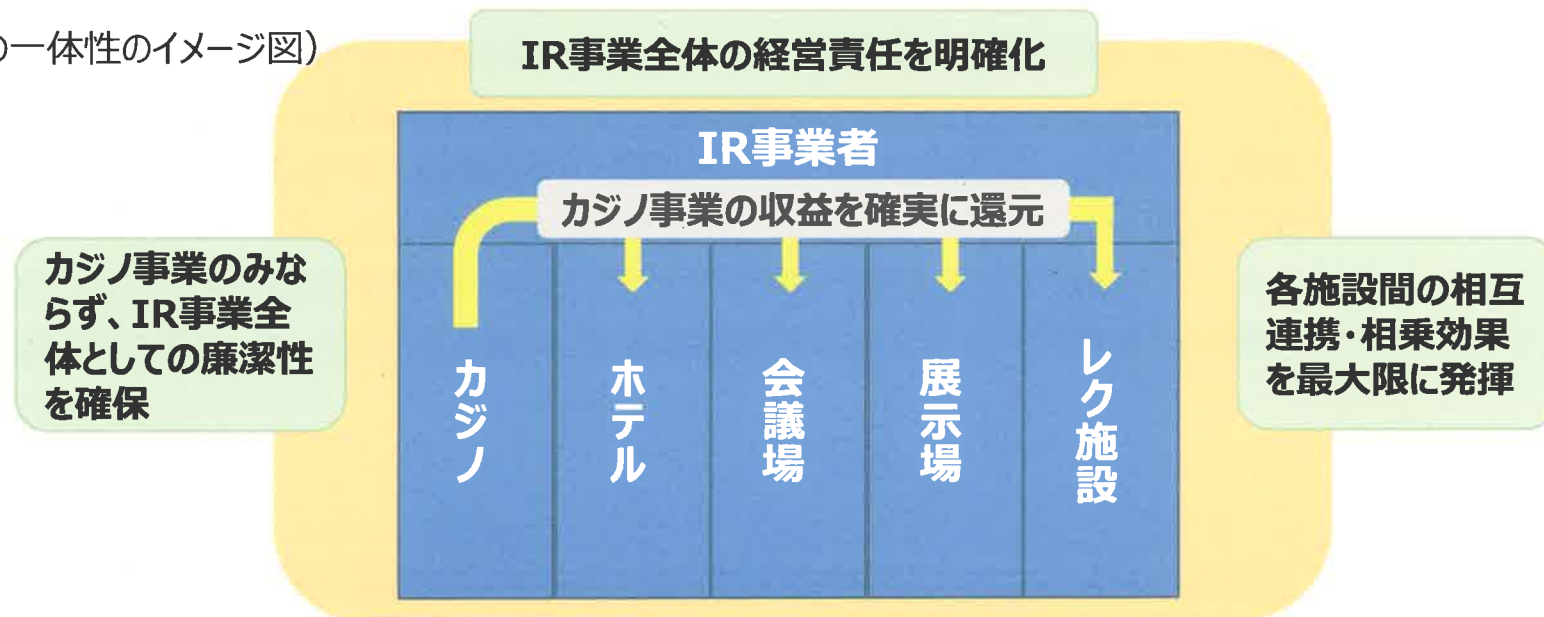 の一体性のイメージ図）
IR事業全体の経営責任を明確化
IR事業者
カジノ事業の収益を確実に還元
カジノ事業のみな
らず、IR事業全
体としての廉潔性
を確保
カジノ
ホテル
会議場
展示場
レク施設
各施設間の相互
連携・相乗効果
を最大限に発揮